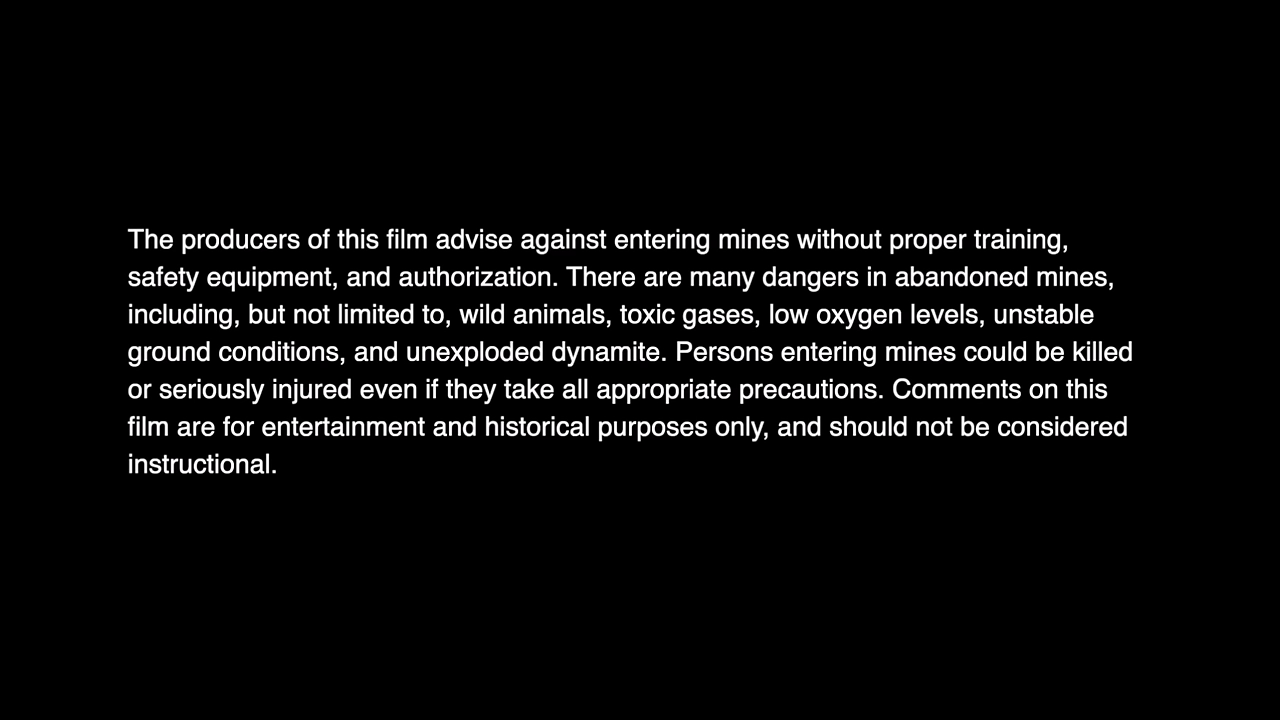 The producers of this film advise against entering mines without proper training,
safety equipment, and authorization. There are many dangers in abandoned mines,
including, but not limited to, wild animals, toxic gases, low oxygen levels, unstable
ground conditions, and unexploded dynamite. Persons entering mines could be killed
or seriously injured even if they take all appropriate precautions. Comments on this
film are for entertainment and historical purposes only, and should not be considered
instructional.